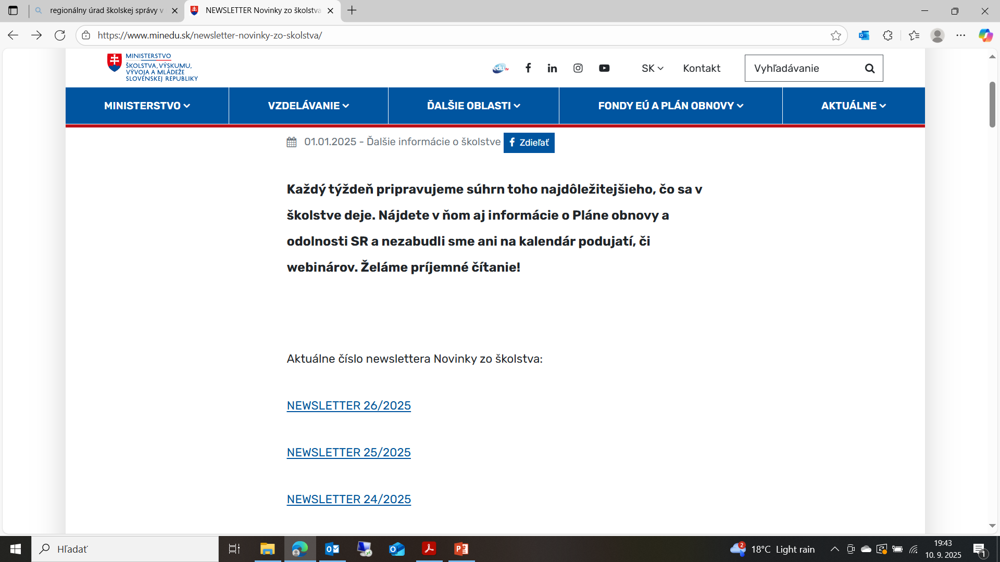 regionálny úrad školskej správy v
NEWSLETTER Novinky zo školstva
https://www.minedu.sk/newsletter-novinky-zo-skolstva/
MINISTERSTVO
ŠKOLSTVA, VÝSKUMU,
VÝVOJA A MLÁDEŽE
SLOVENSKEJ REPUBLIKY
edu tv
SK
Kontakt
Vyhľadávanie
MINISTERSTVO
VZDELÁVANIE
ĎALŠIE OBLASTI
FONDY EÚ A PLÁN OBNOVY
AKTUÁLNE
01.01.2025 - Ďalšie informácie o školstve
Zdieľať
Každý týždeň pripravujeme súhrn toho najdôležitejšieho, čo sa v
školstve deje. Nájdete v ňom aj informácie o Pláne obnovy a
odolnosti SR a nezabudli sme ani na kalendár podujatí, či
webinárov. Želáme príjemné čítanie!
Aktuálne číslo newslettera Novinky zo školstva:
NEWSLETTER 26/2025
NEWSLETTER 25/2025
NEWSLETTER 24/2025
Hľadať
2
18°C Light rain
19:43
10. 9. 2025
1